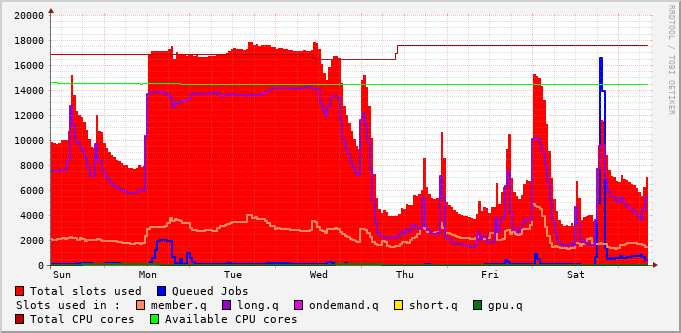 20000
18000
16000
14000
12000
10000
8000
6000
4000
2000
0
Sun Mon Tue Wed Thu Fri Sat
Total slots used Queued Jobs
Slots used in : member.q long.q ondemand.q short.q gpu.q
Total CPU cores Available CPU cores
RRDTOOL / TOBI OETIKER